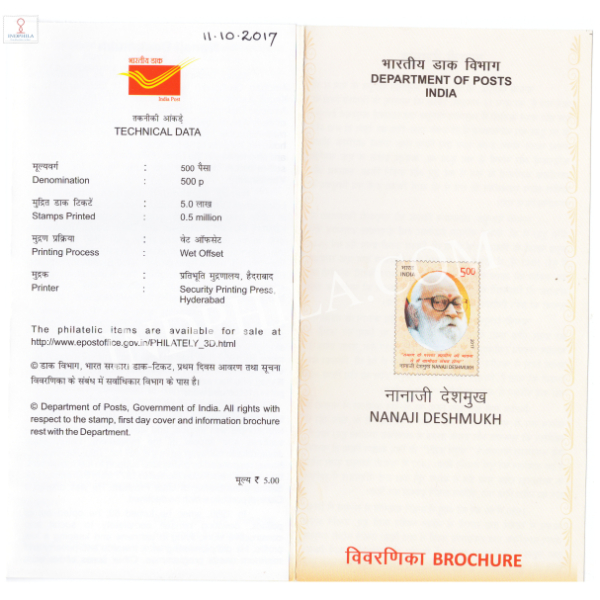 11.10.2017
भारतीय डाक
India Post
तकनीकी आंकड़े
TECHNICAL DATA
मूल्यवर्ग : 500 पैसा
Denomination : 500 p
मुद्रित डाक टिकटें : 5.0 लाख
Stamps Printed : 0.5 million
मुद्रण प्रक्रिया : वेट ऑफसेट
Printing Process : Wet Offset
मुद्रक : प्रतिभूति मुद्रणालय, हैदराबाद
Printer : Security Printing Press,
Hyderabad
The philatelic items are available for sale at
http://www.epostoffice.gov.in/PHILATELY_3D.html
© डाक विभाग, भारत सरकार। डाक-टिकट, प्रथम दिवस आवरण तथा सूचना
विवरणिका के संबंध में सर्वाधिकार विभाग के पास है।
© Department of Posts, Government of India. All rights with
respect to the stamp, first day cover and information brochure
rest with the Department.
मूल्य ₹ 5.00
भारतीय डाक विभाग
DEPARTMENT OF POSTS
INDIA
भारत
INDIA
5.00
2017
नानाजी देशमुख NANAJI DESHMUKH
नानाजी देशमुख
NANAJI DESHMUKH
विवरणिका BROCHURE